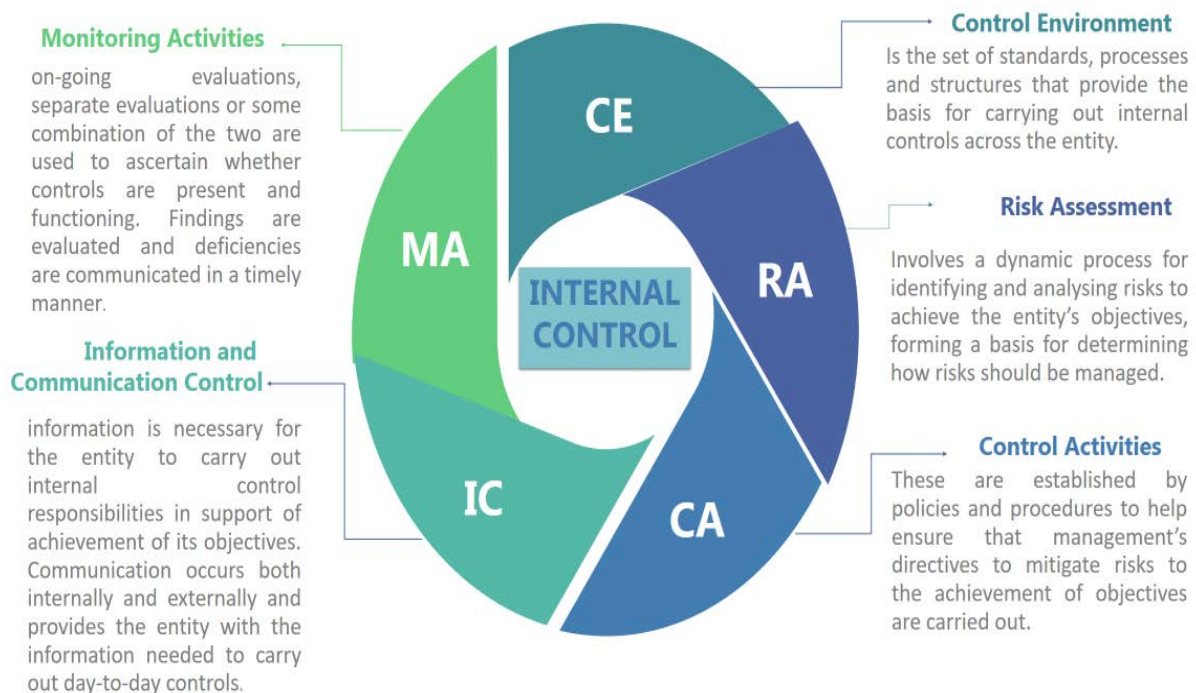 Monitoring Activities
on-going evaluations,
separate evaluations or some
combination of the two are
used to ascertain whether
controls are present and
functioning. Findings are
evaluated and deficiencies
are communicated in a timely
manner.
Information and
Communication Control
information is necessary for
the entity to carry out
internal control
responsibilities in support of
achievement of its objectives.
Communication occurs both
internally and externally and
provides the entity with the
information needed to carry
out day-to-day controls.
CE
MA
RA
INTERNAL
CONTROL
IC
CA
Control Environment
Is the set of standards, processes
and structures that provide the
basis for carrying out internal
controls across the entity.
Risk Assessment
Involves a dynamic process for
identifying and analysing risks to
achieve the entity's objectives,
forming a basis for determining
how risks should be managed.
Control Activities
These are established by
policies and procedures to help
ensure that management's
directives to mitigate risks to
the achievement of objectives
are carried out.